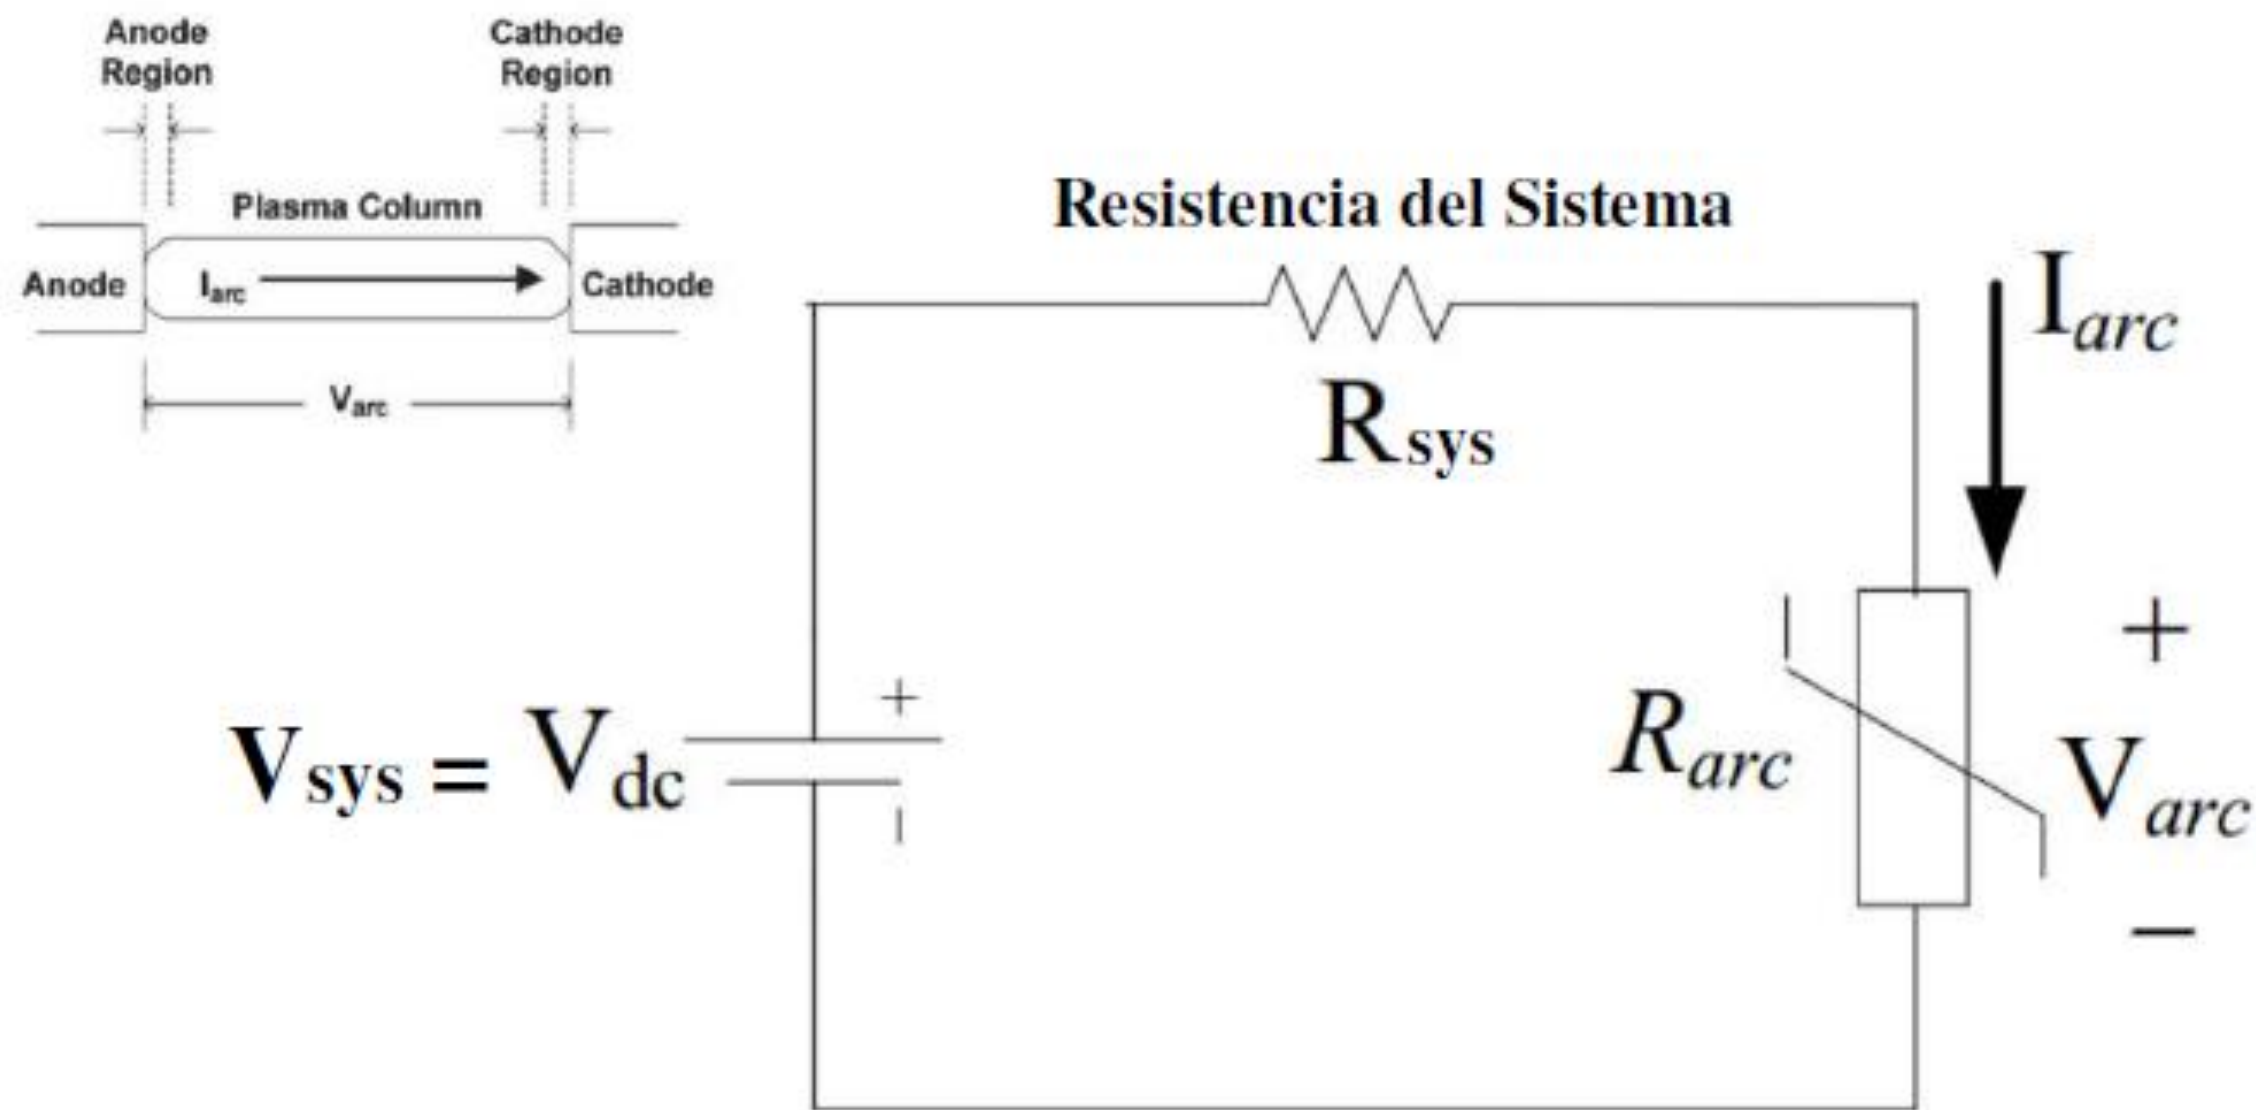 Anode
Region
Cathode
Region
Plasma Column
Anode
Iarc
Cathode
Varc
Resistencia del Sistema
Rsys
Iarc
Vsys = Vdc
+
–
Rarc
+
Varc
–